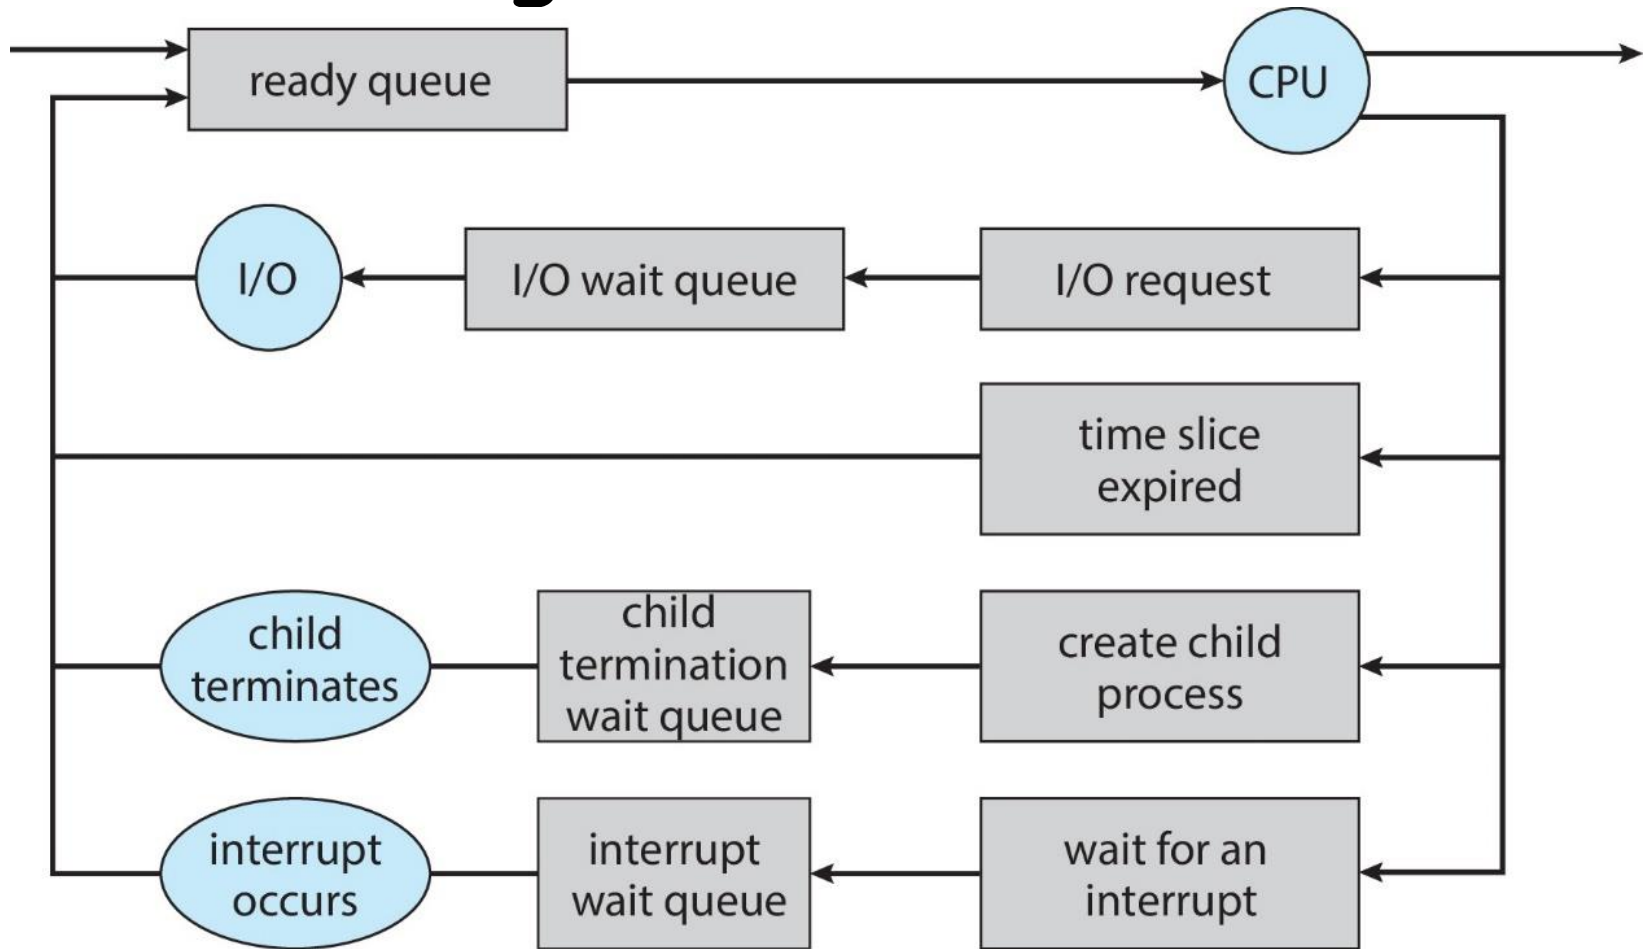 ready queue
CPU
I/O
I/O wait queue
I/O request
time slice
expired
child
terminates
child
termination
wait queue
create child
process
interrupt
occurs
interrupt
wait queue
wait for an
interrupt